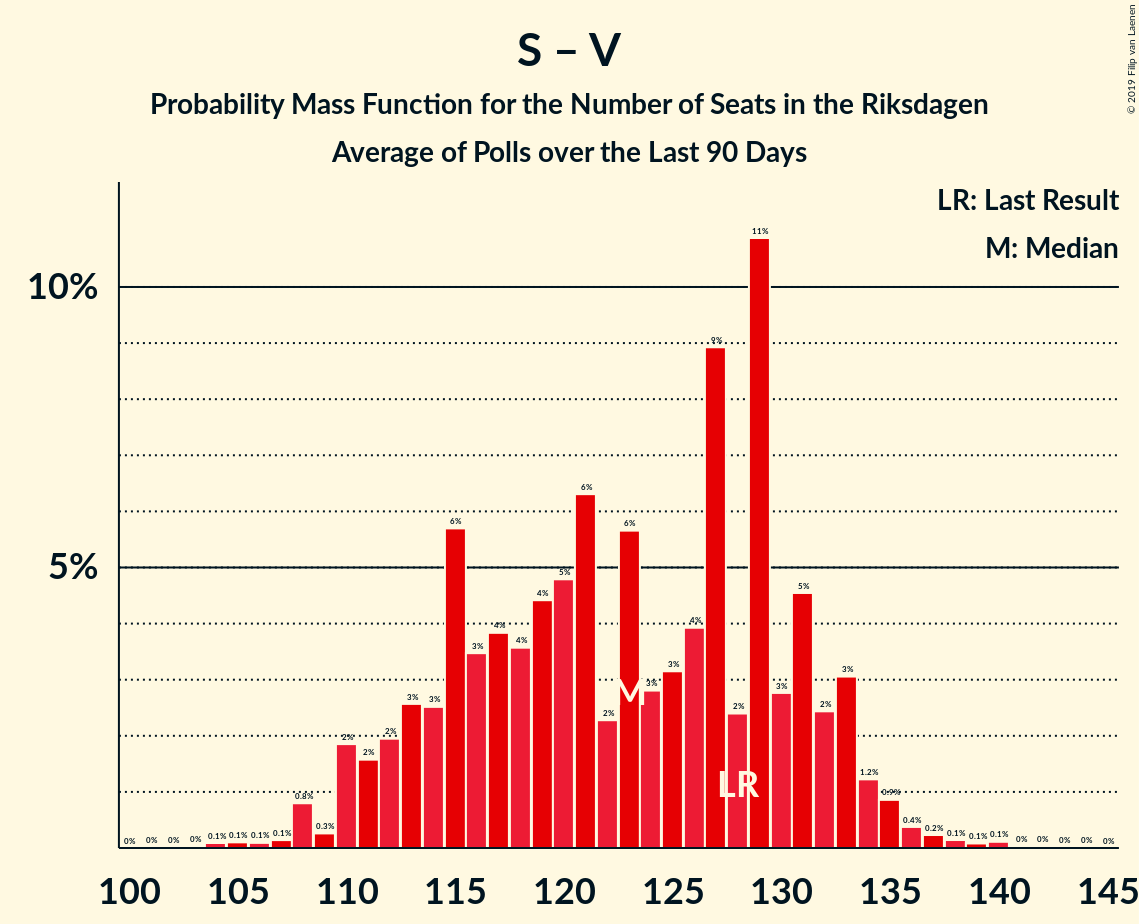 © 2019 Filip van Laenen
S – V
Probability Mass Function for the Number of Seats in the Riksdagen
Average of Polls over the Last 90 Days
LR: Last Result
M: Median
10%
5%
0% 0% 0% 0% 0.1% 0.1% 0.1% 0.1% 0.8% 0.3% 2% 2% 2% 3% 3% 6% 3% 4% 4% 4% 5% 6% 2% 6% 3% 3% 4% 9% 2% 11% 3% 5% 2% 3% 1.2% 0.9% 0.4% 0.2% 0.1% 0.1% 0.1% 0% 0% 0% 0% 0%
M
LR
100 105 110 115 120 125 130 135 140 145